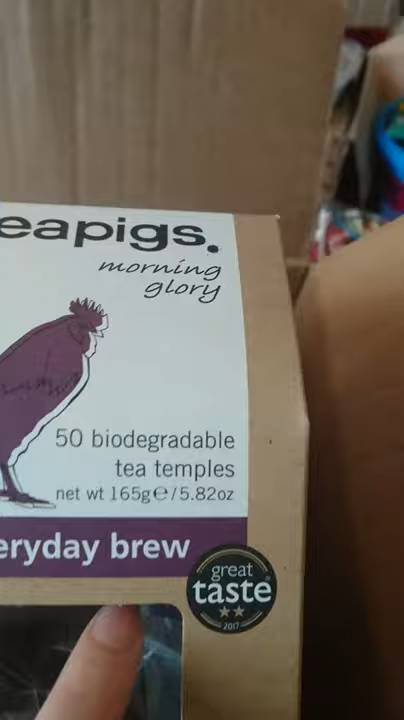 eapigs.
morning
glory
50 biodegradable
tea temples
net wt 165g℮/5.82oz
eryday brew
great
taste
2017